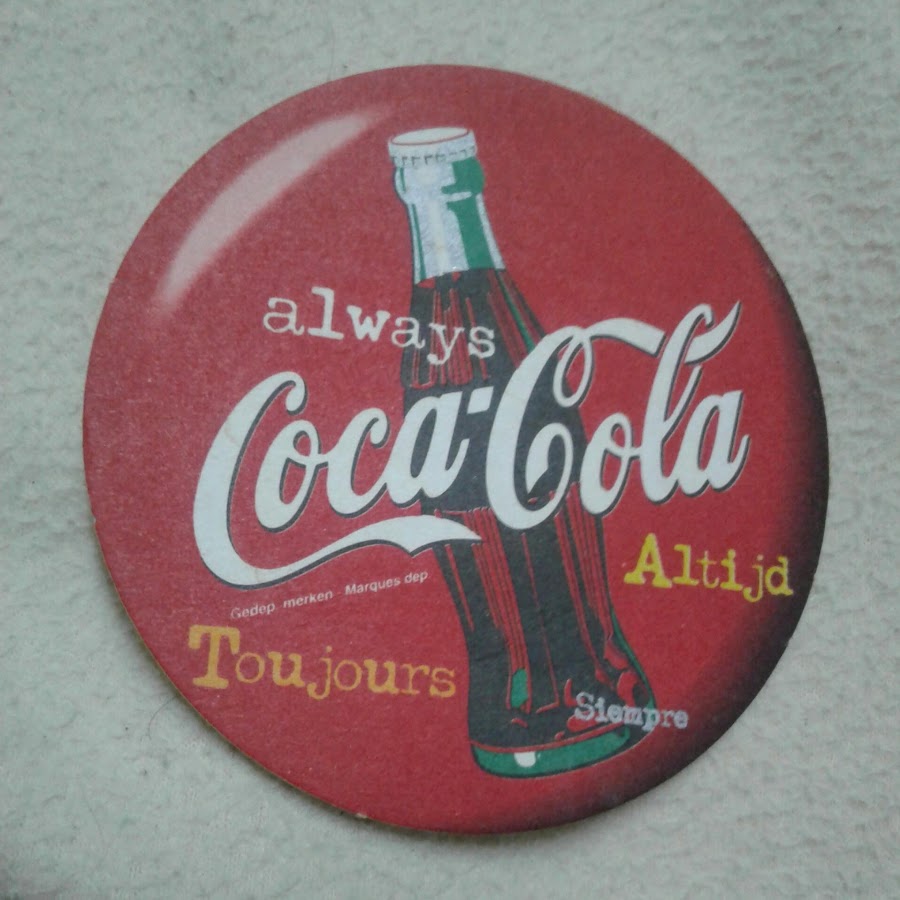 always
Coca-Cola
Gedep. merken - Marques dep.
Altijd
Toujours
Siempre